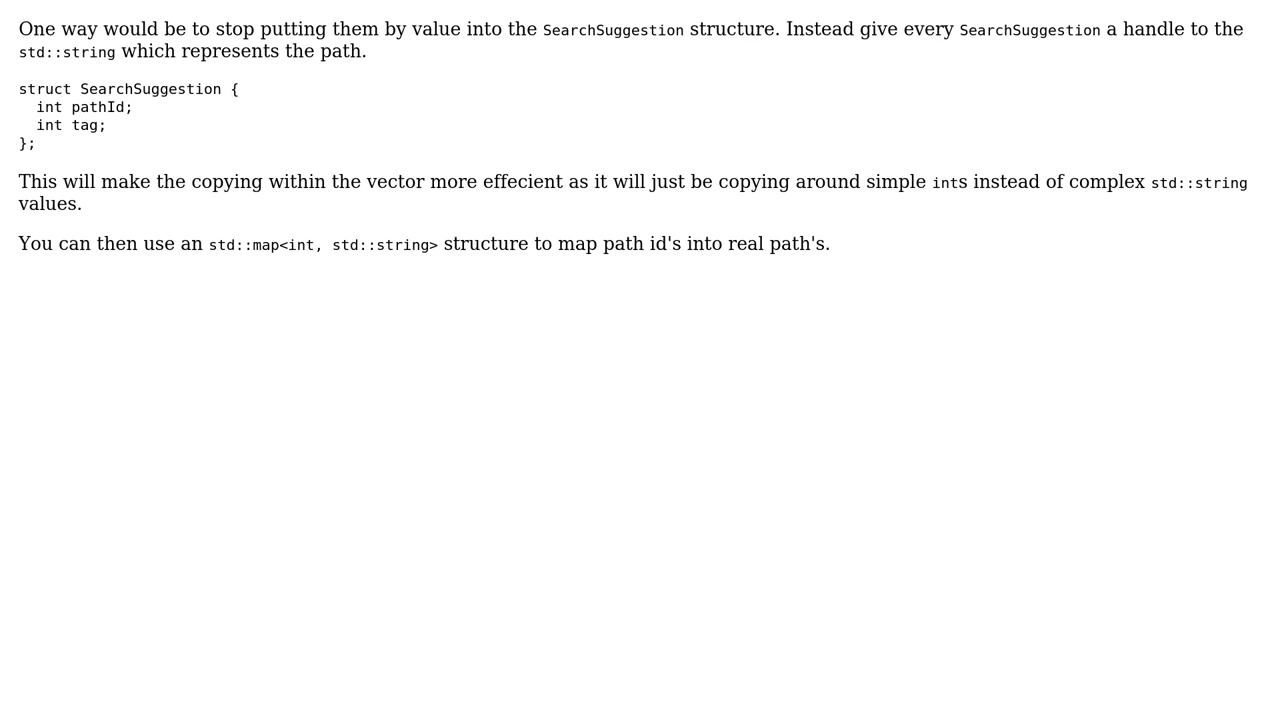 One way would be to stop putting them by value into the SearchSuggestion structure. Instead give every SearchSuggestion a handle to the
std::string which represents the path.
struct SearchSuggestion {
  int pathId;
  int tag;
};
This will make the copying within the vector more effecient as it will just be copying around simple ints instead of complex std::string
values.
You can then use an std::map<int, std::string> structure to map path id's into real path's.